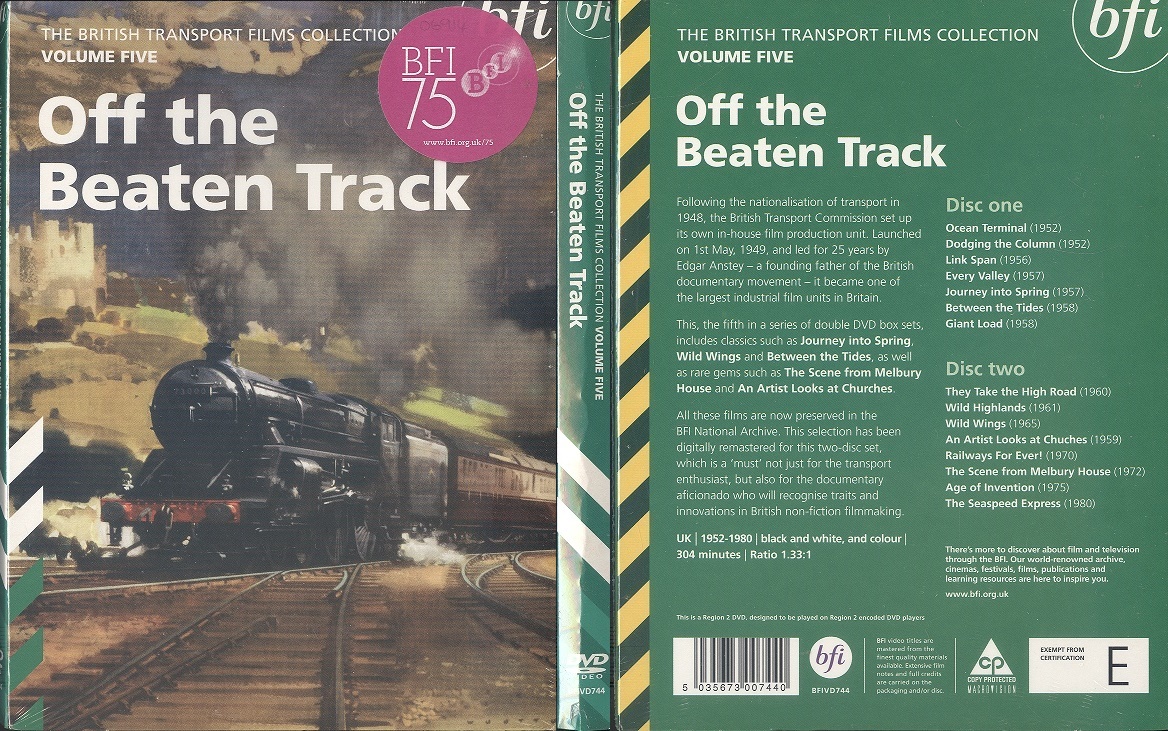 THE BRITISH TRANSPORT FILMS COLLECTION
VOLUME FIVE
bfi
BFI
75
BFI
www.bfi.org.uk/75
Off the
Beaten Track
bfi
THE BRITISH TRANSPORT FILMS COLLECTION VOLUME FIVE
Off the Beaten Track
DVD
VIDEO
BFIVD744
THE BRITISH TRANSPORT FILMS COLLECTION
VOLUME FIVE
bfi
Off the
Beaten Track
Following the nationalisation of transport in
1948, the British Transport Commission set up
its own in-house film production unit. Launched
on 1st May, 1949, and led for 25 years by
Edgar Anstey – a founding father of the British
documentary movement – it became one of
the largest industrial film units in Britain.
This, the fifth in a series of double DVD box sets,
includes classics such as Journey into Spring,
Wild Wings and Between the Tides, as well
as rare gems such as The Scene from Melbury
House and An Artist Looks at Churches.
All these films are now preserved in the
BFI National Archive. This selection has been
digitally remastered for this two-disc set,
which is a ‘must’ not just for the transport
enthusiast, but also for the documentary
aficionado who will recognise traits and
innovations in British non-fiction filmmaking.
UK | 1952-1980 | black and white, and colour |
304 minutes | Ratio 1.33:1
Disc one
Ocean Terminal (1952)
Dodging the Column (1952)
Link Span (1956)
Every Valley (1957)
Journey into Spring (1957)
Between the Tides (1958)
Giant Load (1958)
Disc two
They Take the High Road (1960)
Wild Highlands (1961)
Wild Wings (1965)
An Artist Looks at Chuches (1959)
Railways For Ever! (1970)
The Scene from Melbury House (1972)
Age of Invention (1975)
The Seaspeed Express (1980)
There's more to discover about film and television
through the BFI. Our world-renowned archive,
cinemas, festivals, films, publications and
learning resources are here to inspire you.
www.bfi.org.uk
This is a Region 2 DVD, designed to be played on Region 2 encoded DVD players
5 035673 007440
bfi
BFIVD744
BFI video titles are
mastered from the
finest quality materials
available. Extensive film
notes and full credits
are carried on the
packaging and/or disc.
CP
COPY PROTECTED
MACROVISION
EXEMPT FROM
CERTIFICATION
E